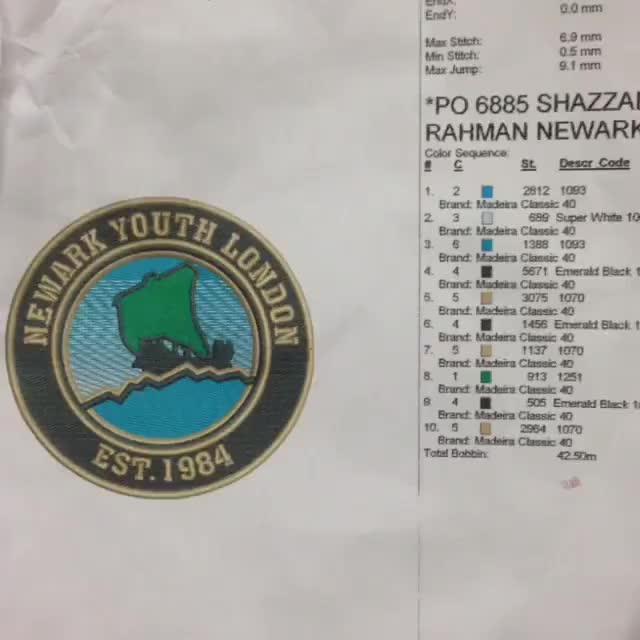 NEWARK YOUTH LONDON
EST. 1984
EndY: 0.0 mm
Max Stitch: 6.9 mm
Min Stitch: 0.5 mm
Max Jump: 9.1 mm
*PO 6885
RAHMAN NEWARK
Color Sequence:
# C St. Descr Code
1. 2 2812 1093
Brand: Madeira Classic 40
2. 3 689 Super White
Brand: Madeira Classic 40
3. 6 1388 1093
Brand: Madeira Classic 40
4. 4 5671 Emerald Black
Brand: Madeira Classic 40
5. 5 3075 1070
Brand: Madeira Classic 40
6. 4 1456 Emerald Black
Brand: Madeira Classic 40
7. 5 1137 1070
Brand: Madeira Classic 40
8. 1 913 1251
Brand: Madeira Classic 40
9. 4 505 Emerald Black
Brand: Madeira Classic 40
10. 5 2964 1070
Brand: Madeira Classic 40
Total Bobbin: 42.50m